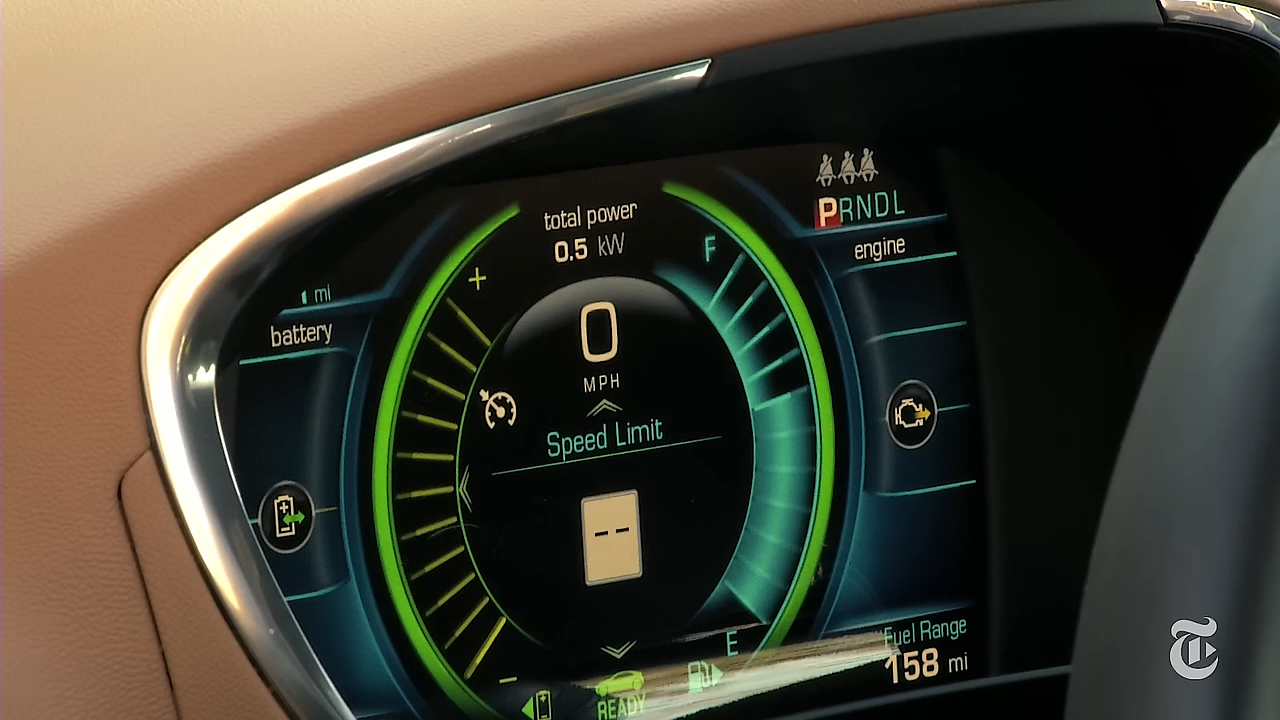 total power
0.5 kW
PRNDL
engine
F
+
mi
battery
0
MPH
Speed Limit
--
E
Fuel Range
158 mi
−
READY
T